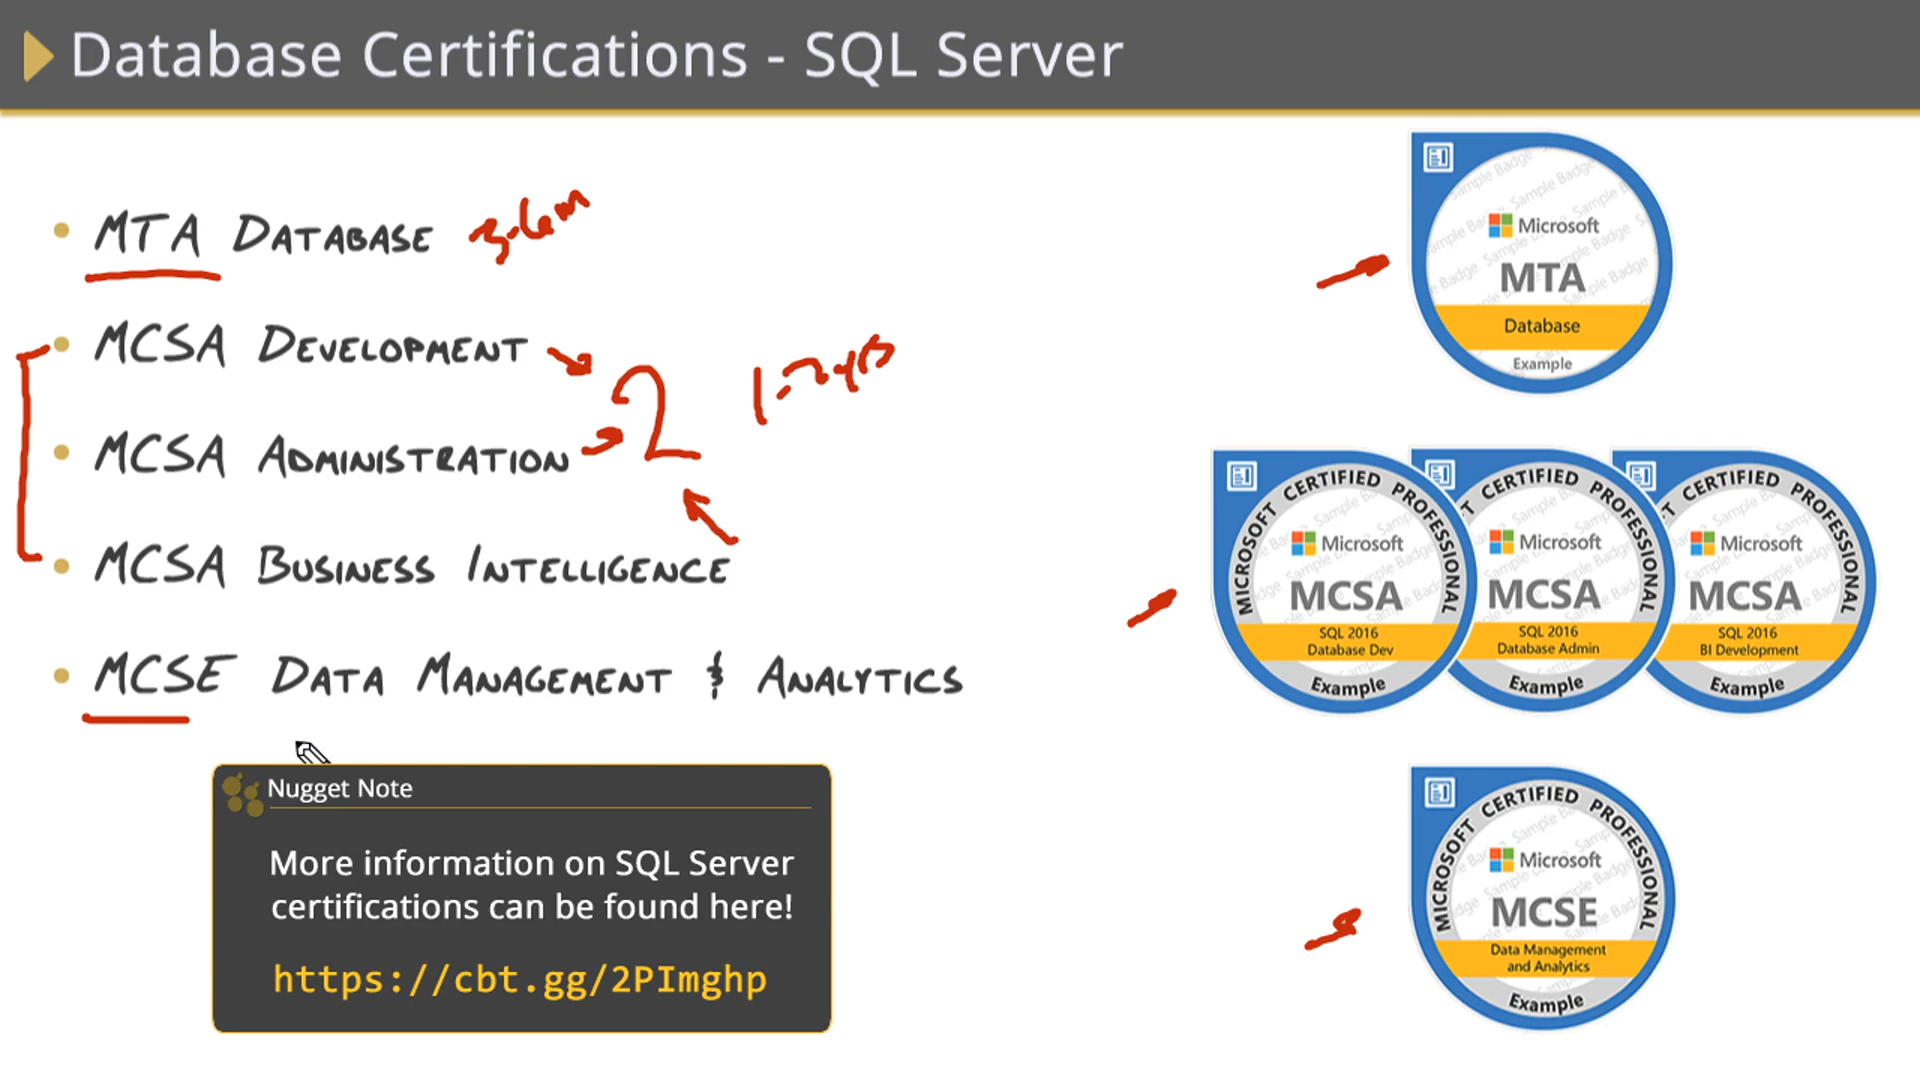 Database Certifications - SQL Server
MTA DATABASE 3-6m
MCSA DEVELOPMENT
2
MCSA ADMINISTRATION
MCSA BUSINESS INTELLIGENCE
MCSE DATA MANAGEMENT & ANALYTICS
Nugget Note
More information on SQL Server
certifications can be found here!
https://cbt.gg/2PImghp
Microsoft
MTA
Database
Example
MICROSOFT CERTIFIED PROFESSIONAL
Microsoft
MCSA
SQL 2016
Database Dev
Example
CERTIFIED PROFESSIONAL
Microsoft
MCSA
SQL 2016
Database Admin
Example
CERTIFIED PROFESSIONAL
Microsoft
MCSA
SQL 2016
BI Development
Example
MICROSOFT CERTIFIED PROFESSIONAL
Microsoft
MCSE
Data Management
and Analytics
Example